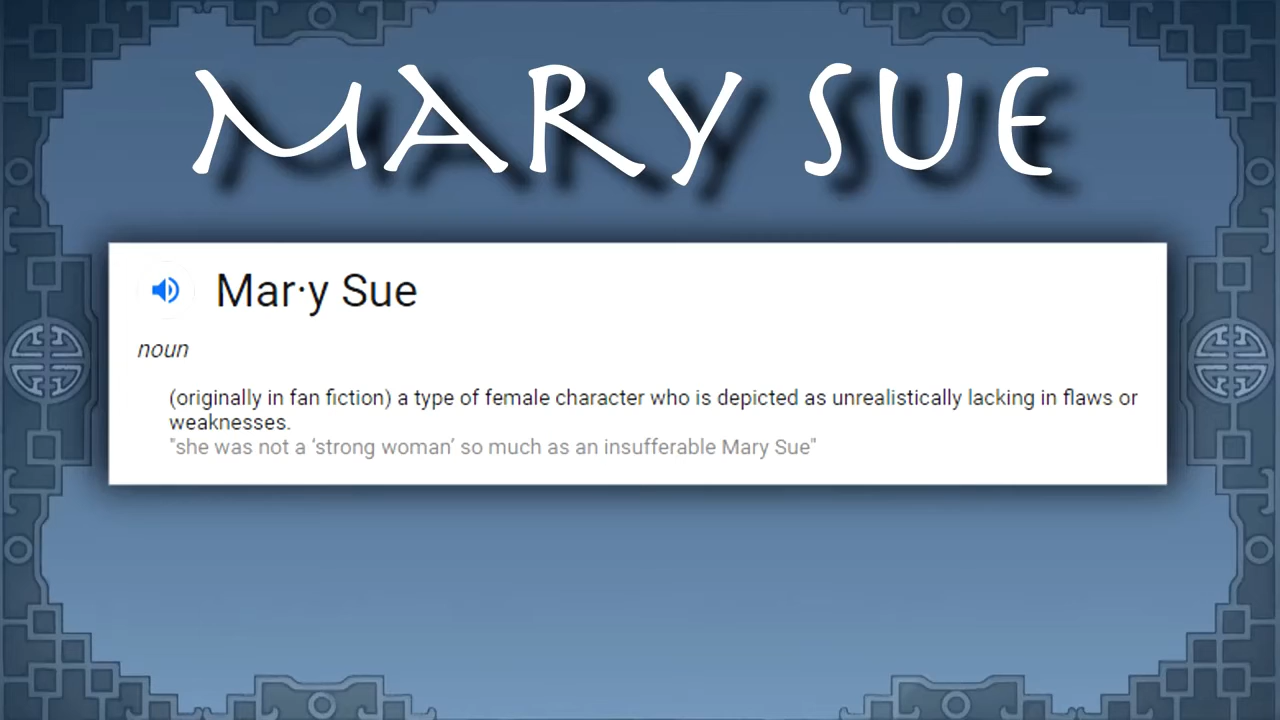 MARY SUE
Mar·y Sue
noun
(originally in fan fiction) a type of female character who is depicted as unrealistically lacking in flaws or
weaknesses.
"she was not a ‘strong woman’ so much as an insufferable Mary Sue"